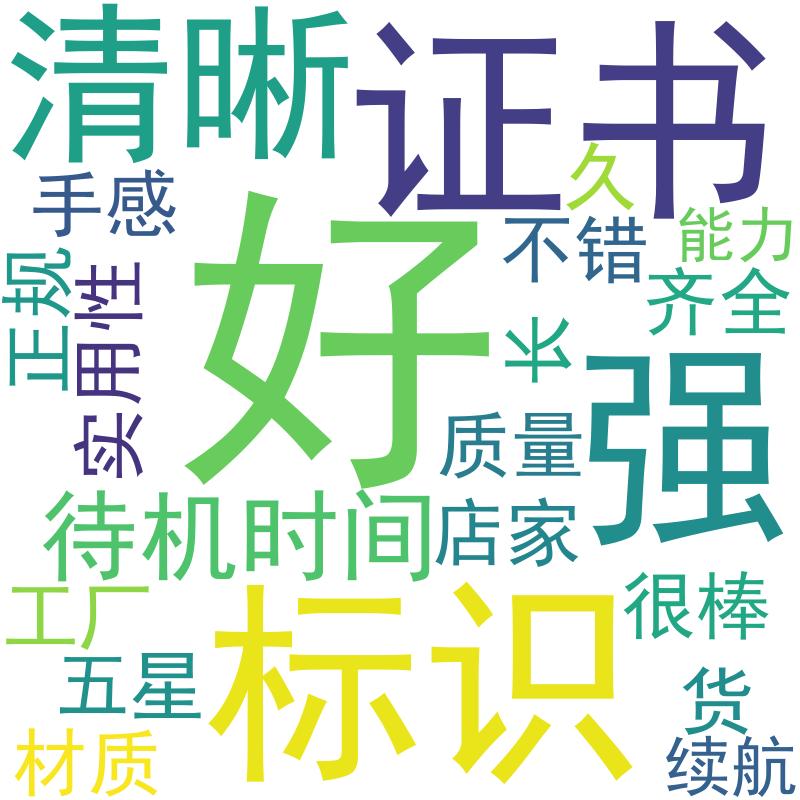 清晰
证书
久
手感
好
不错
能力
正规
实用性
齐全
长
强
质量
待机时间
店家
工厂
标识
很棒
五星
货
材质
续航